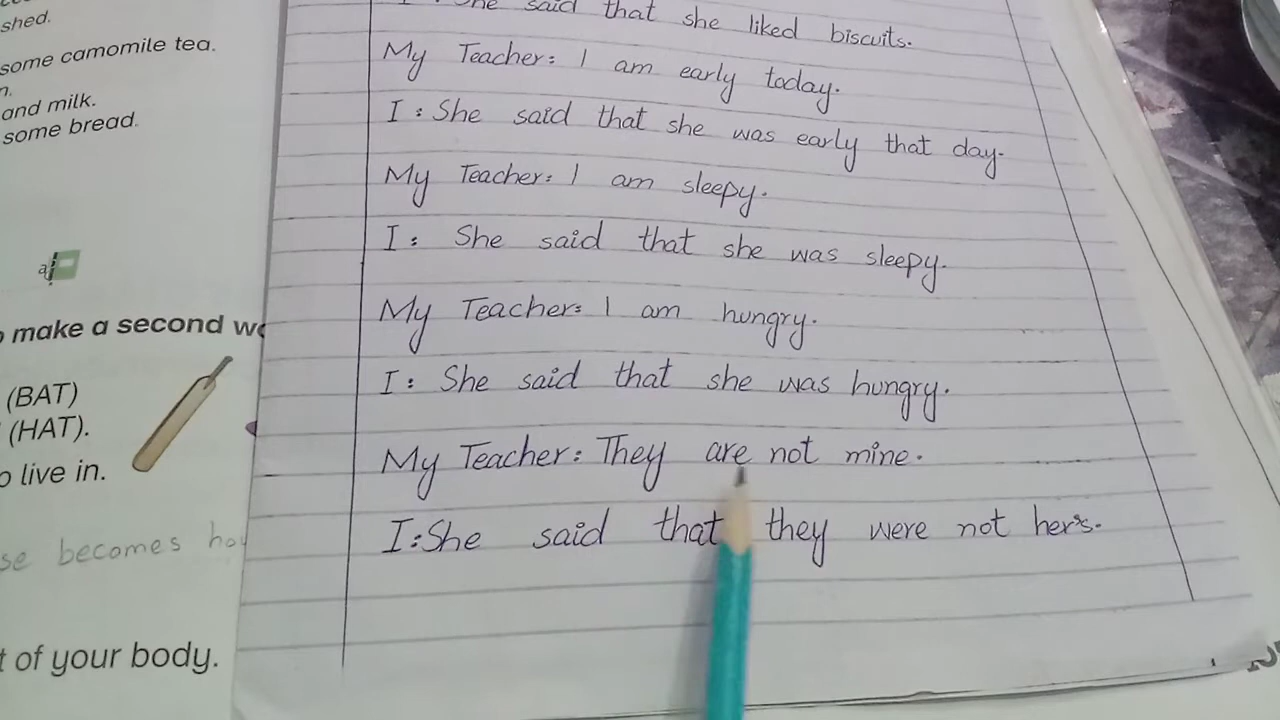 shed.
some camomile tea.
n.
and milk.
some bread.
make a second
(BAT)
(HAT).
live in.
becomes
of your body.
She said that she liked biscuits.
My Teacher: I am early today.
I: She said that she was early that day.
My Teacher: I am sleepy.
I: She said that she was sleepy.
My Teacher: I am hungry.
I: She said that she was hungry.
My Teacher: They are not mine.
I: She said that they were not hers.